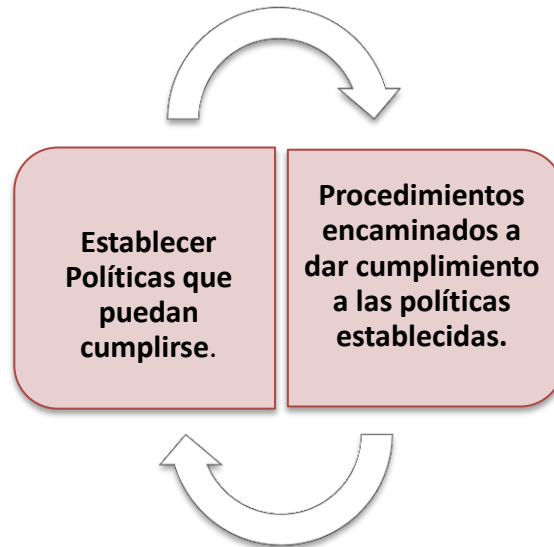 Establecer
Políticas que
puedan
cumplirse.
Procedimientos
encaminados a
dar cumplimiento
a las políticas
establecidas.